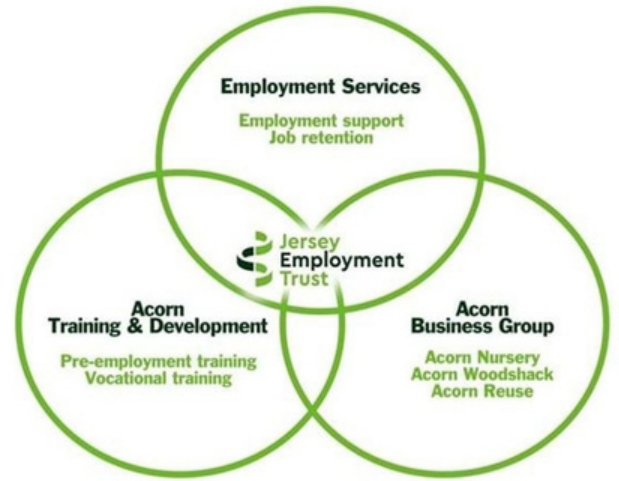 Employment Services
Employment support
Job retention
Jersey
Employment
Trust
Acorn
Training & Development
Pre-employment training
Vocational training
Acorn
Business Group
Acorn Nursery
Acorn Woodshack
Acorn Reuse